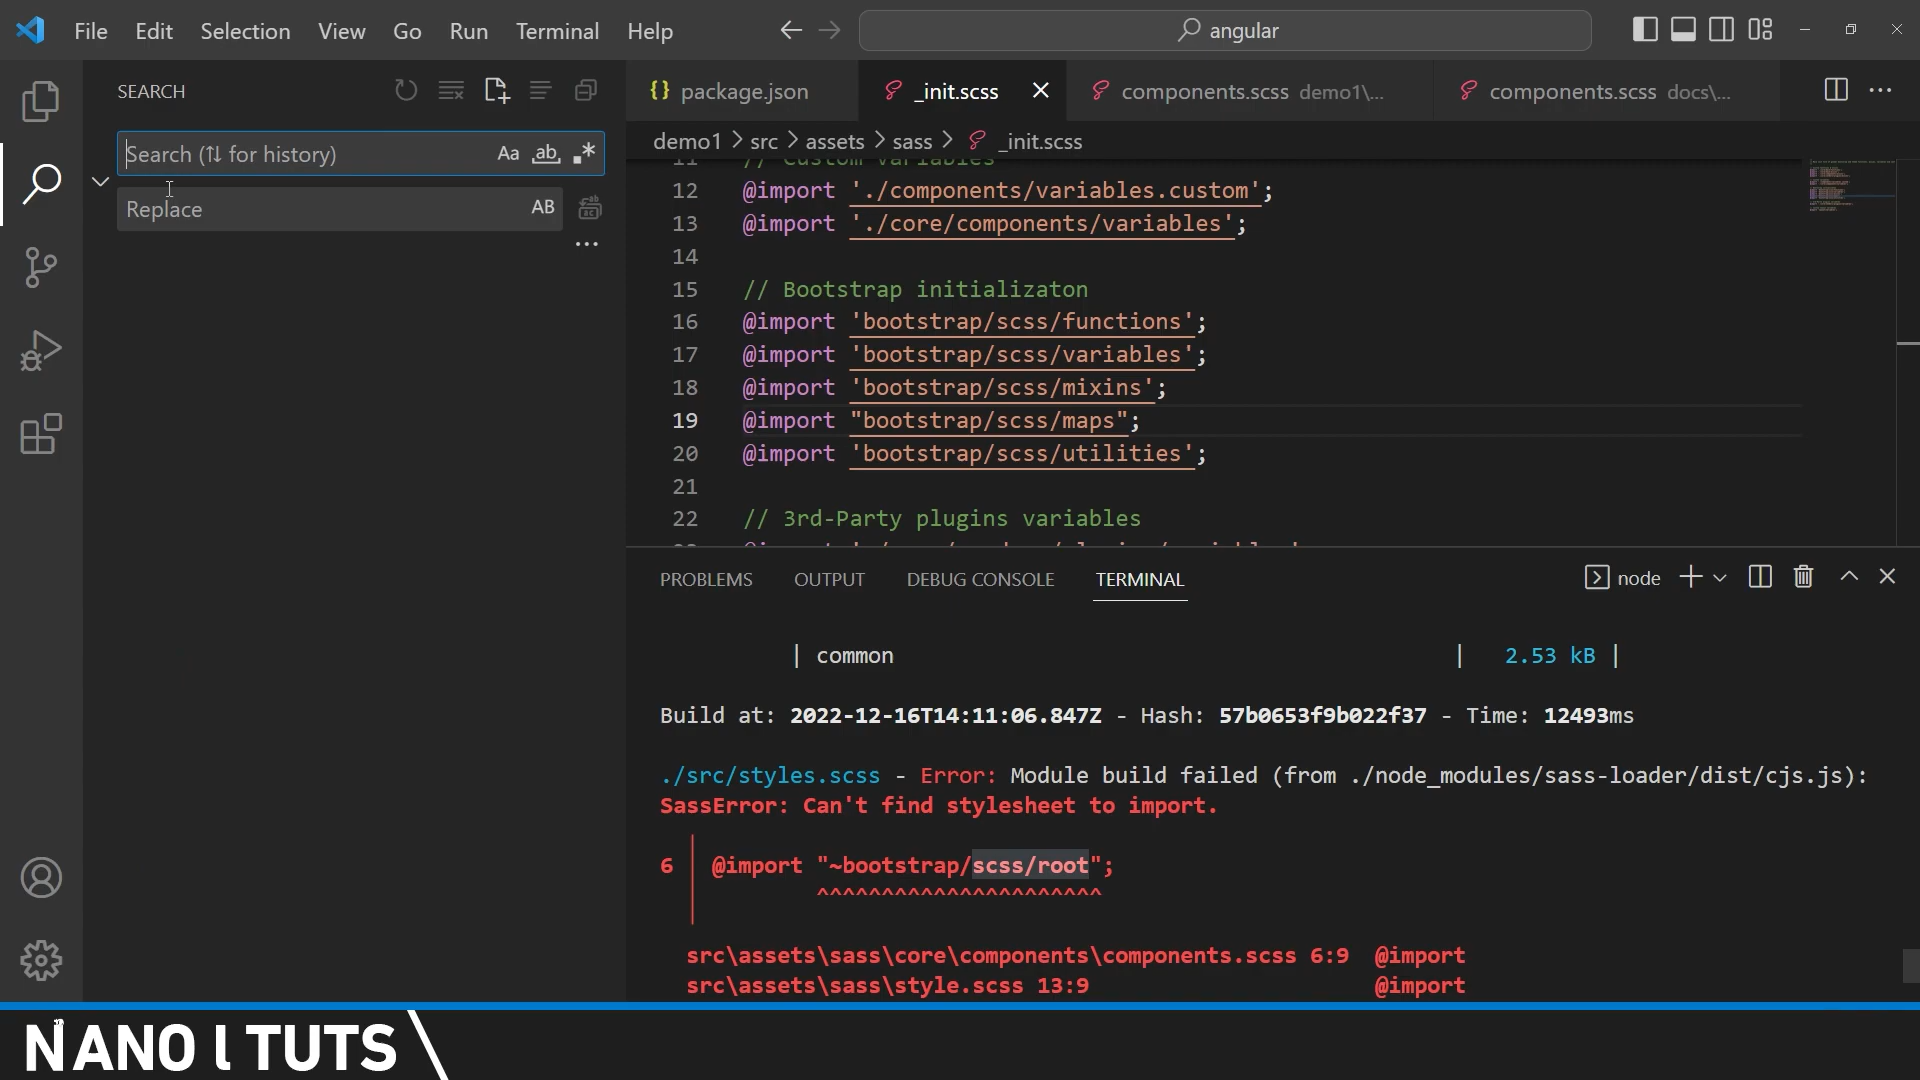 File Edit Selection View Go Run Terminal Help
angular
SEARCH
Search (⇅ for history)
Aa ab .*
Replace
AB
...
{} package.json
_init.scss
components.scss demo1\...
components.scss docs\...
demo1 > src > assets > sass > _init.scss
11 // Custom variables
12 @import './components/variables.custom';
13 @import './core/components/variables';
14
15 // Bootstrap initializaton
16 @import 'bootstrap/scss/functions';
17 @import 'bootstrap/scss/variables';
18 @import 'bootstrap/scss/mixins';
19 @import "bootstrap/scss/maps";
20 @import 'bootstrap/scss/utilities';
21
22 // 3rd-Party plugins variables
PROBLEMS OUTPUT DEBUG CONSOLE TERMINAL
node
| common | 2.53 kB |
Build at: 2022-12-16T14:11:06.847Z - Hash: 57b0653f9b022f37 - Time: 12493ms
./src/styles.scss - Error: Module build failed (from ./node_modules/sass-loader/dist/cjs.js):
SassError: Can't find stylesheet to import.
6 | @import "~bootstrap/scss/root";
^^^^^^^^^^^^^^^^^^^^^^
src\assets\sass\core\components\components.scss 6:9 @import
src\assets\sass\style.scss 13:9 @import
NANO l TUTS